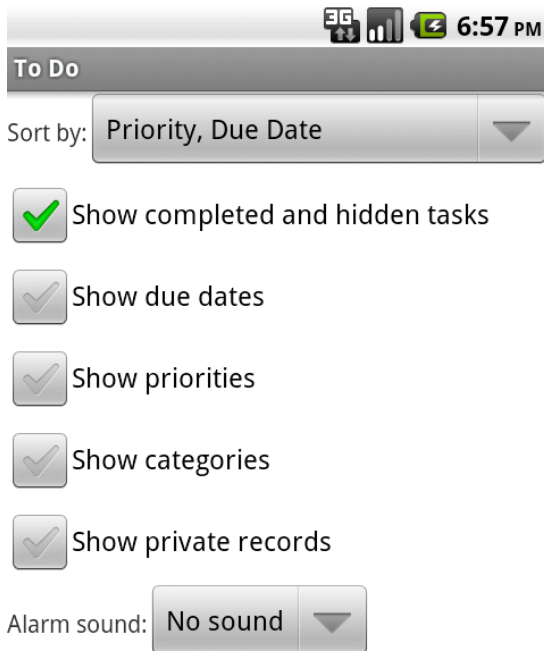 3G 6:57 PM
To Do
Sort by: Priority, Due Date
Show completed and hidden tasks
Show due dates
Show priorities
Show categories
Show private records
Alarm sound: No sound